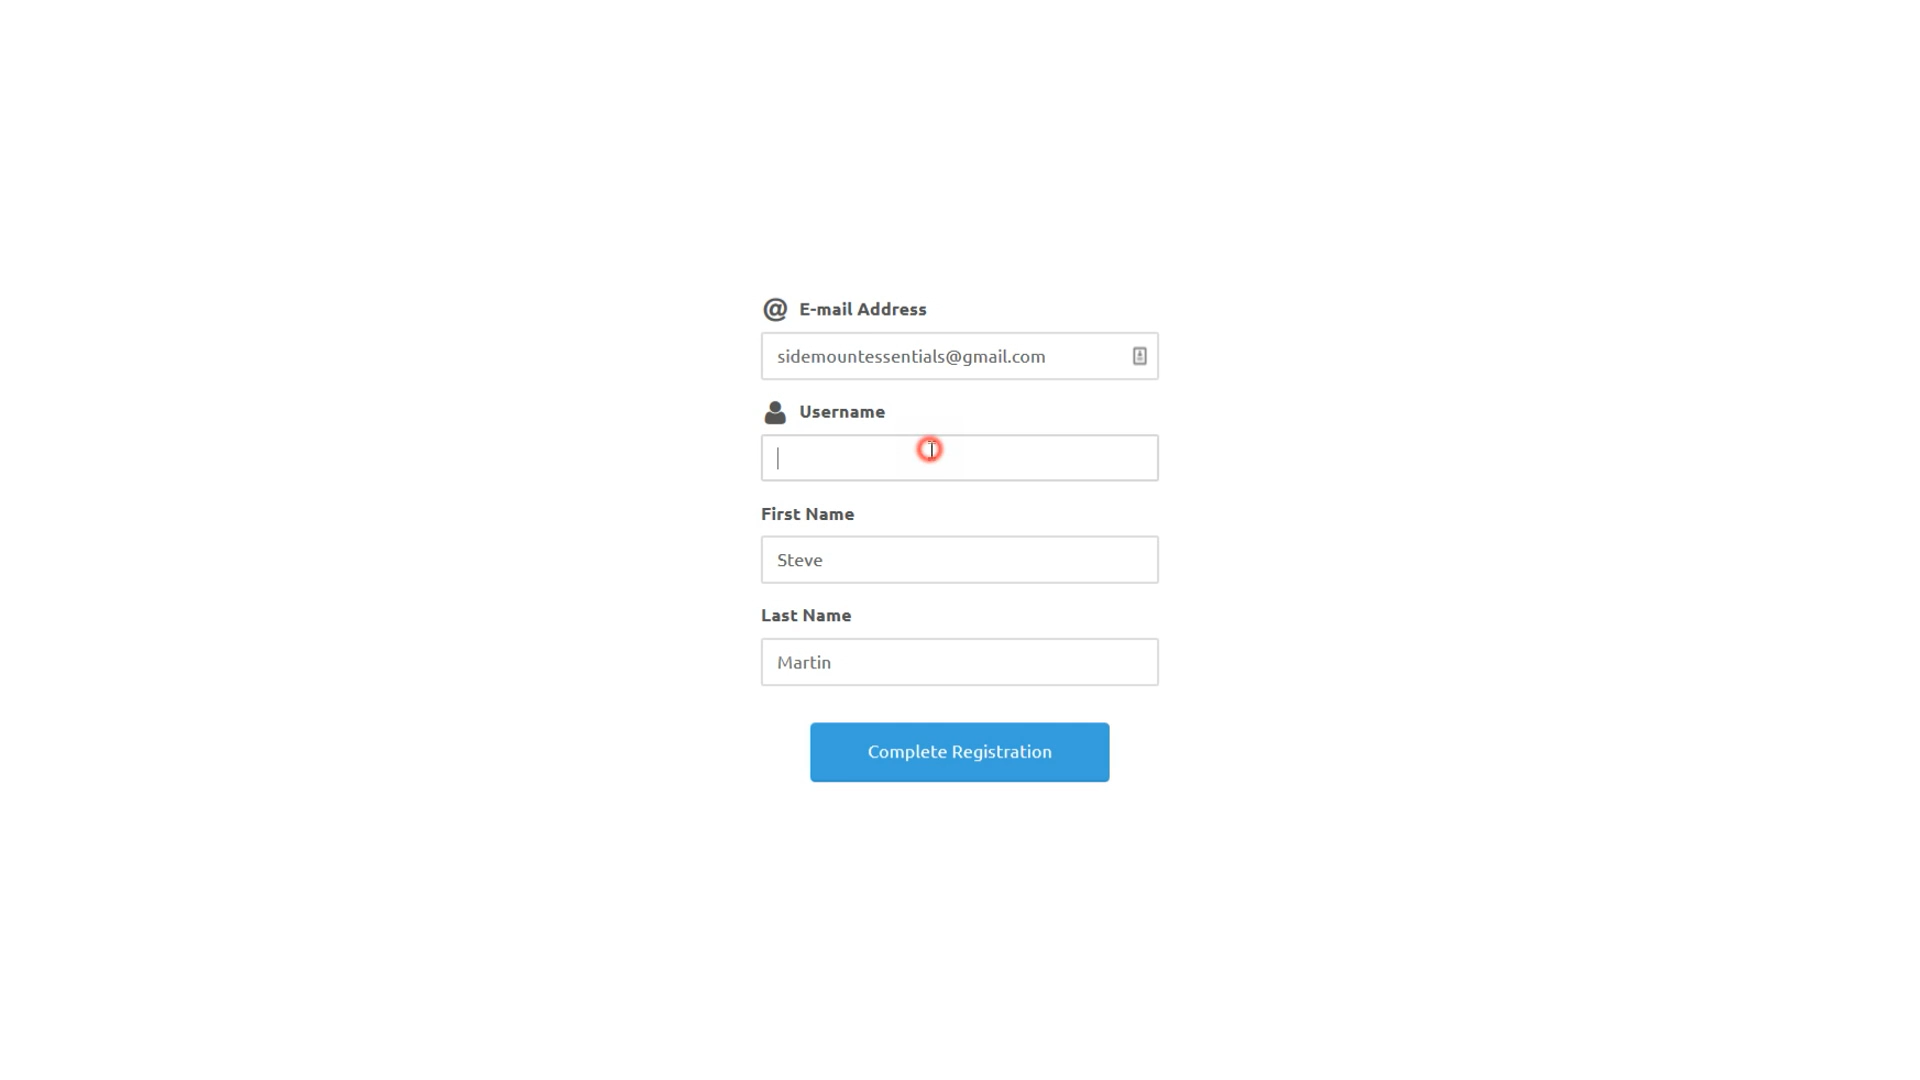 @ E-mail Address
sidemountessentials@gmail.com
Username
First Name
Steve
Last Name
Martin
Complete Registration